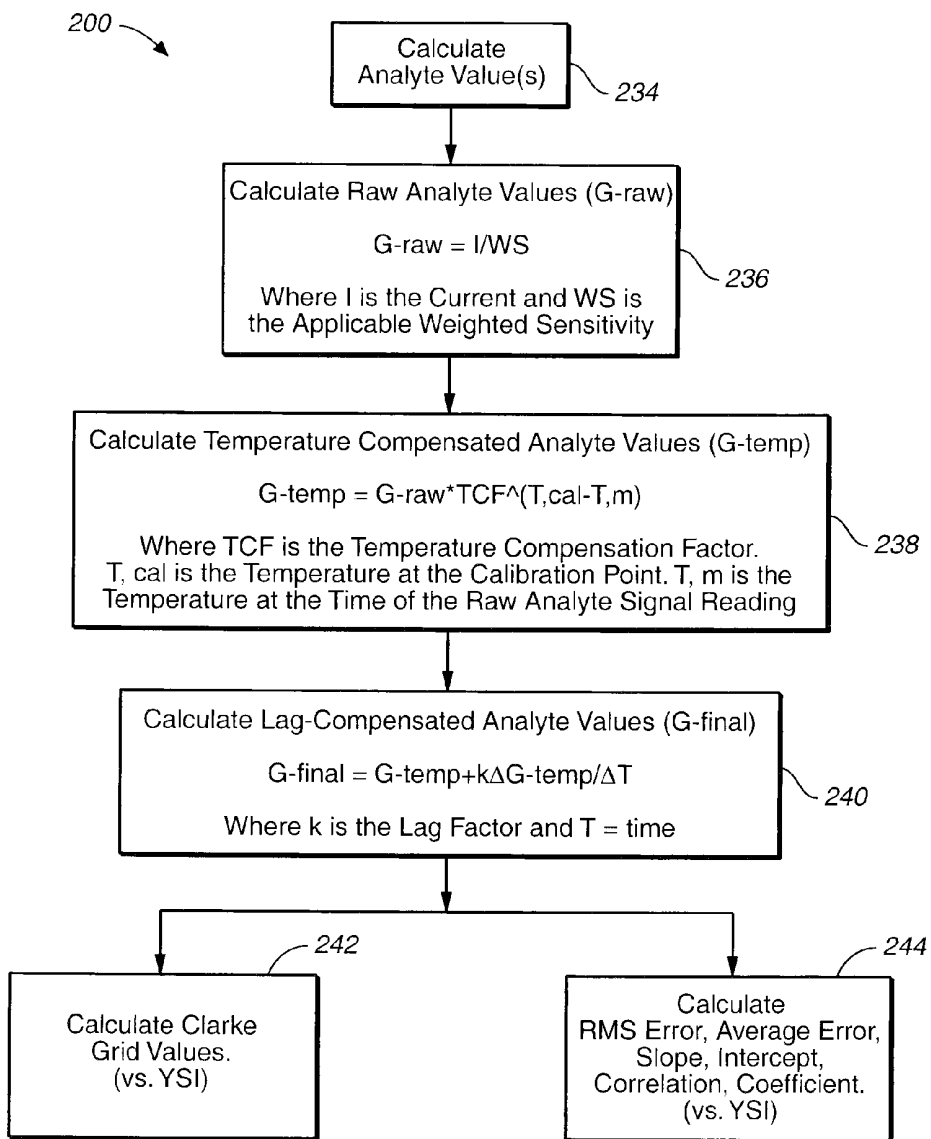 200
Calculate
Analyte Value(s)
234
Calculate Raw Analyte Values (G-raw)
G-raw = I/WS
Where I is the Current and WS is
the Applicable Weighted Sensitivity
236
Calculate Temperature Compensated Analyte Values (G-temp)
G-temp = G-raw*TCF^(T,cal-T,m)
Where TCF is the Temperature Compensation Factor.
T, cal is the Temperature at the Calibration Point. T, m is the
Temperature at the Time of the Raw Analyte Signal Reading
238
Calculate Lag-Compensated Analyte Values (G-final)
G-final = G-temp+kΔG-temp/ΔT
Where k is the Lag Factor and T = time
240
242
Calculate Clarke
Grid Values.
(vs. YSI)
244
Calculate
RMS Error, Average Error,
Slope, Intercept,
Correlation, Coefficient.
(vs. YSI)